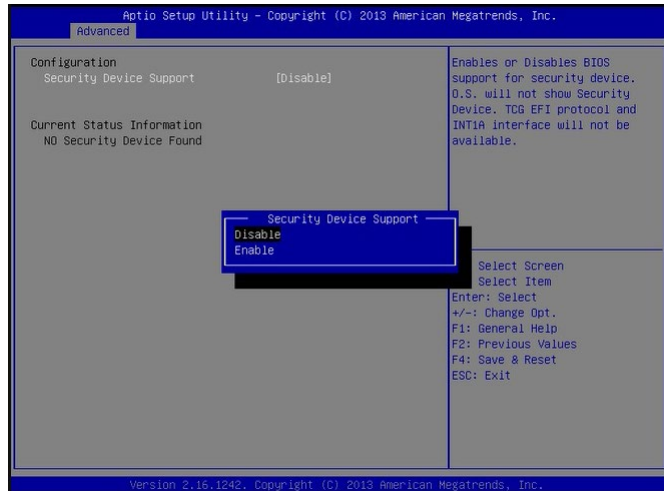 Aptio Setup Utility – Copyright (C) 2013 American Megatrends, Inc.
Advanced
Configuration
Security Device Support [Disable]
Current Status Information
NO Security Device Found
Enables or Disables BIOS
support for security device.
O.S. will not show Security
Device. TCG EFI protocol and
INT1A interface will not be
available.
Security Device Support
Disable
Enable
Select Screen
Select Item
Enter: Select
+/-: Change Opt.
F1: General Help
F2: Previous Values
F4: Save & Reset
ESC: Exit
Version 2.16.1242. Copyright (C) 2013 American Megatrends, Inc.